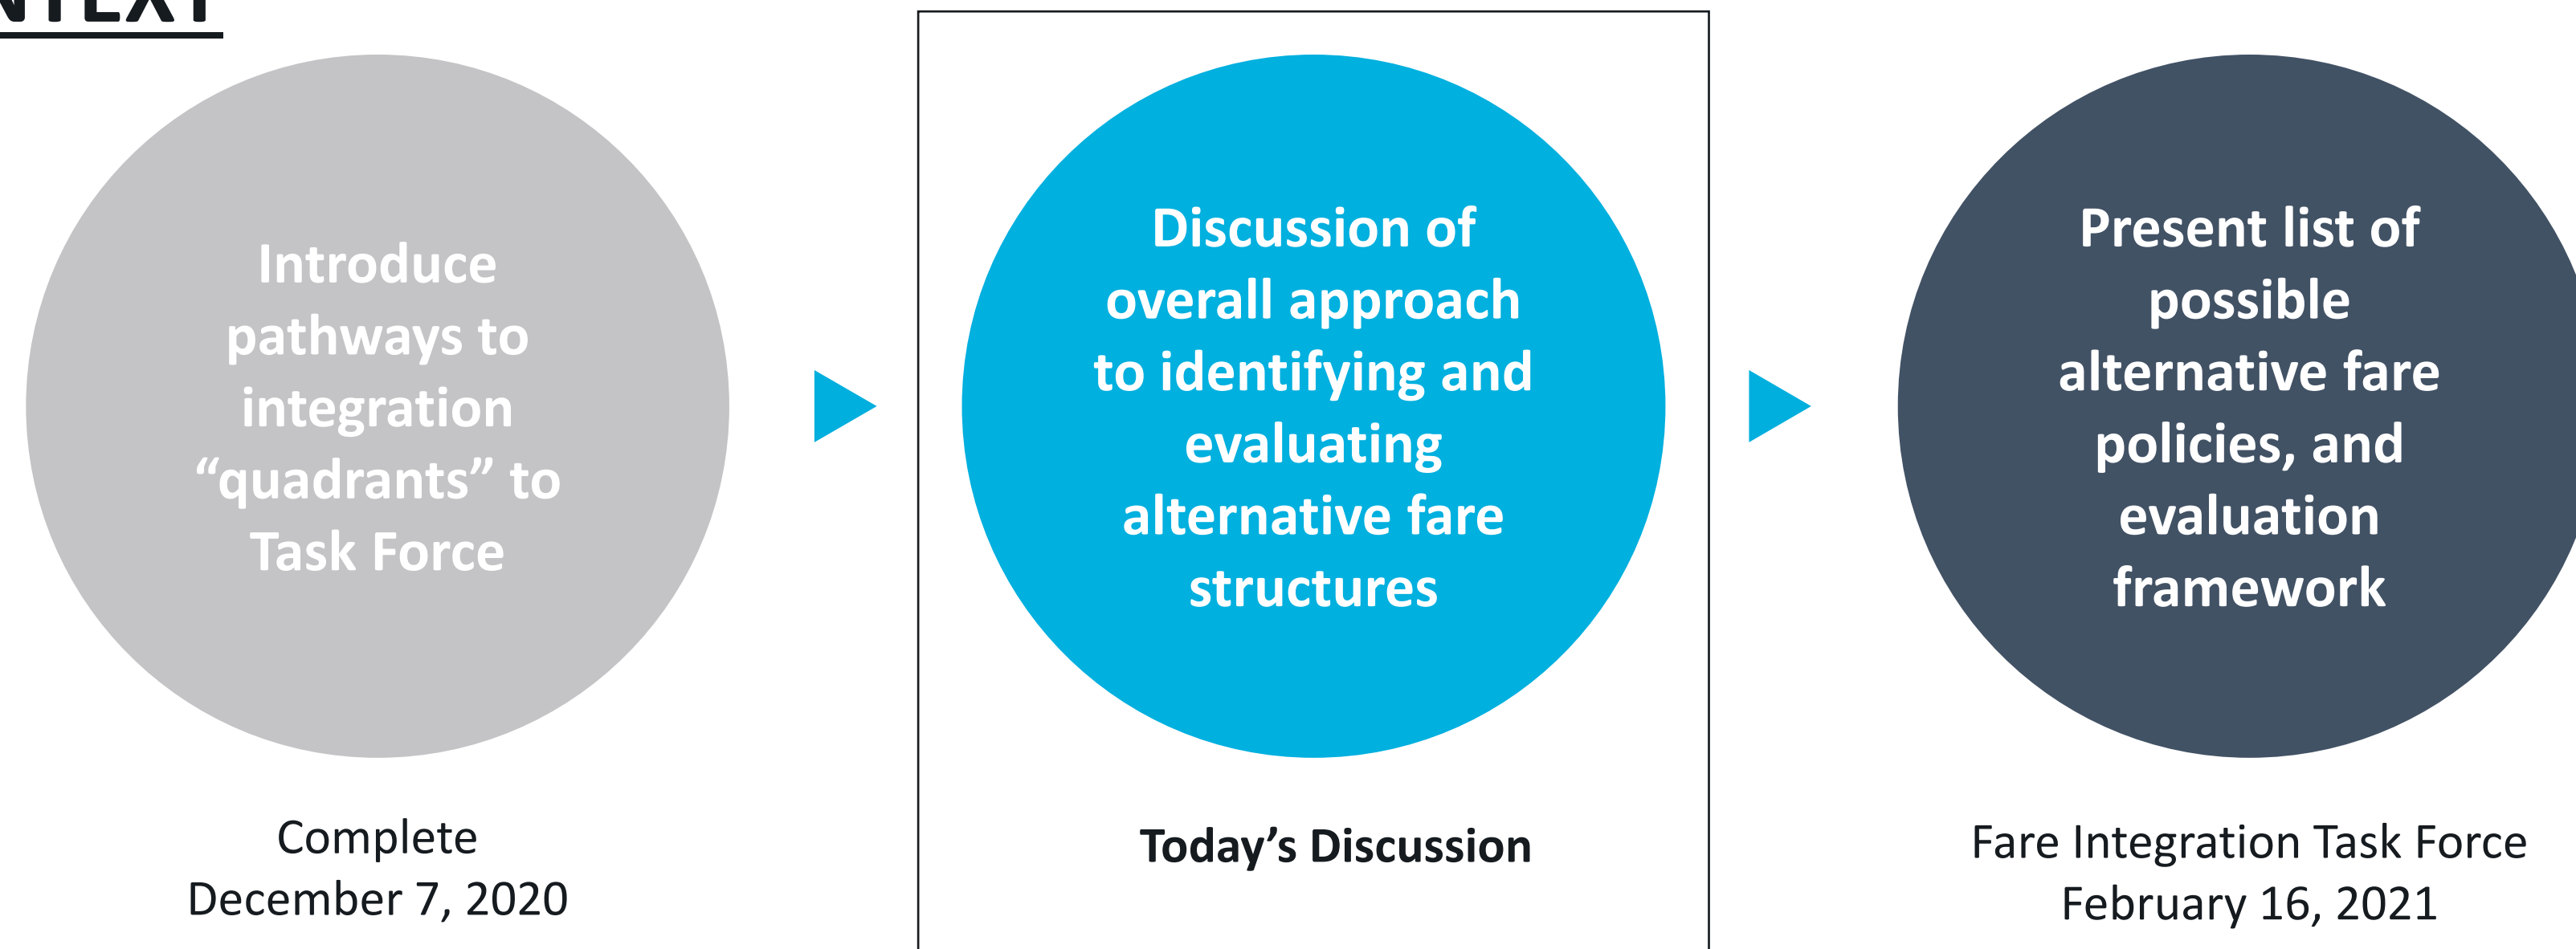 NTEXT
Introduce
pathways to
integration
“quadrants” to
Task Force
Complete
December 7, 2020
Discussion of
overall approach
to identifying and
evaluating
alternative fare
structures
Today’s Discussion
Present list of
possible
alternative fare
policies, and
evaluation
framework
Fare Integration Task Force
February 16, 2021